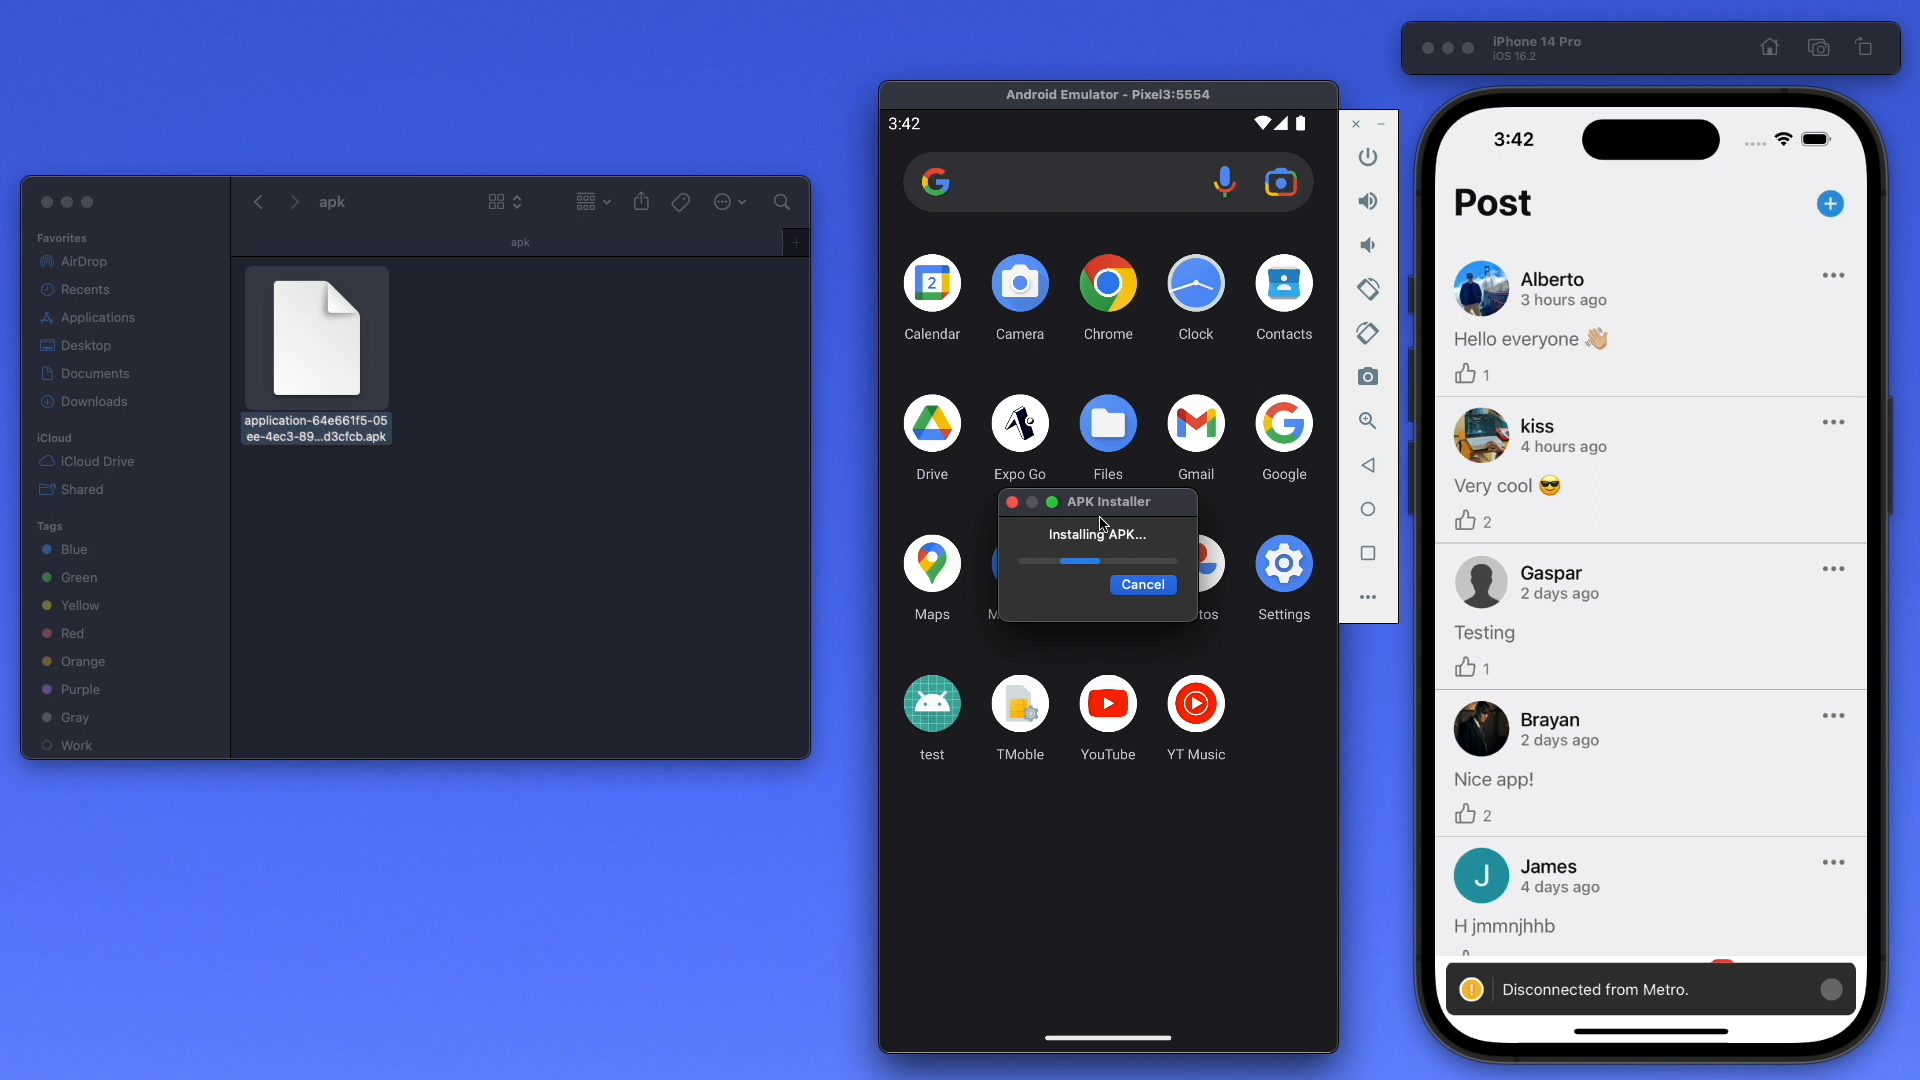 apk
apk
Favorites
AirDrop
Recents
Applications
Desktop
Documents
Downloads
iCloud
iCloud Drive
Shared
Tags
Blue
Green
Yellow
Red
Orange
Purple
Gray
Work
application-64e661f5-05
ee-4ec3-89...d3cfcb.apk
Android Emulator - Pixel3:5554
3:42
2
Calendar
Camera
Chrome
Clock
Contacts
Drive
Expo Go
Files
Gmail
Google
APK Installer
Installing APK...
Cancel
Maps
M
tos
Settings
test
TMoble
YouTube
YT Music
iPhone 14 Pro
iOS 16.2
3:42
Post
Alberto
3 hours ago
Hello everyone 👋🏼
1
kiss
4 hours ago
Very cool 😎
2
Gaspar
2 days ago
Testing
1
Brayan
2 days ago
Nice app!
2
J
James
4 days ago
H jmmnjhhb
Disconnected from Metro.